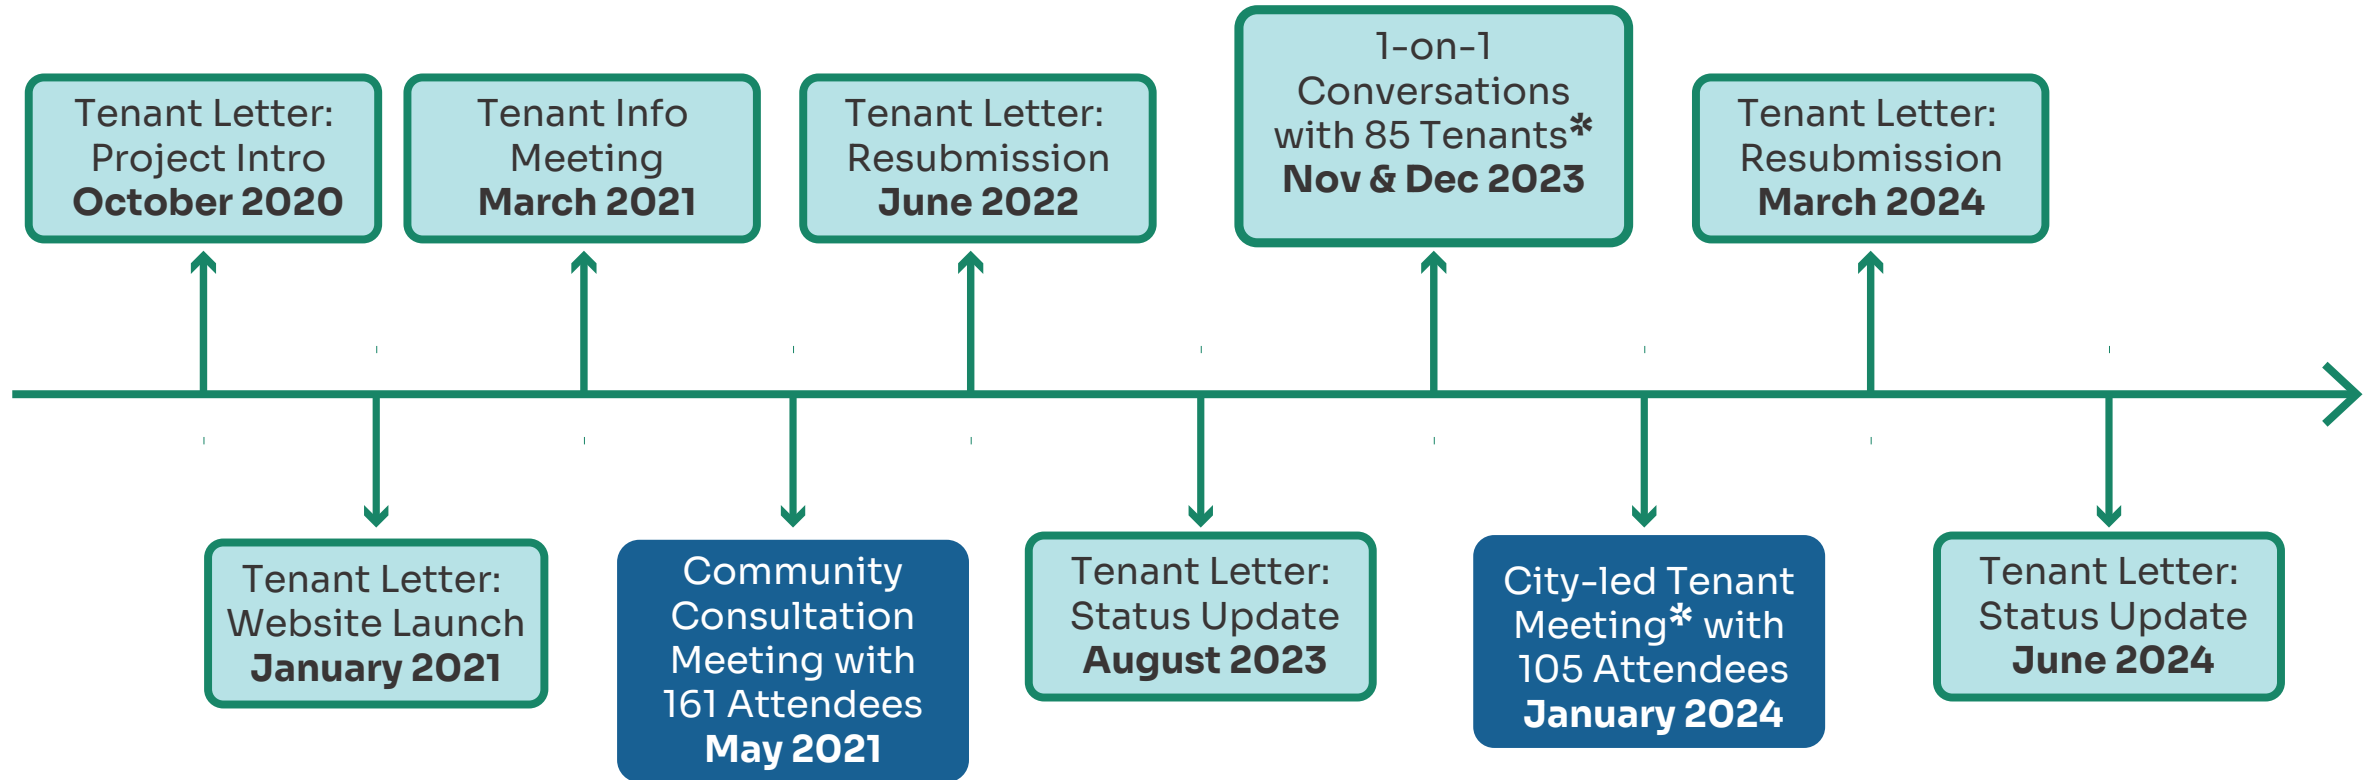 Tenant Letter:
Project Intro
October 2020
Tenant Info
Meeting
March 2021
Tenant Letter:
Resubmission
June 2022
1-on-1
Conversations
with 85 Tenants*
Nov & Dec 2023
Tenant Letter:
Resubmission
March 2024
Tenant Letter:
Website Launch
January 2021
Community
Consultation
Meeting with
161 Attendees
May 2021
Tenant Letter:
Status Update
August 2023
City-led Tenant
Meeting* with
105 Attendees
January 2024
Tenant Letter:
Status Update
June 2024